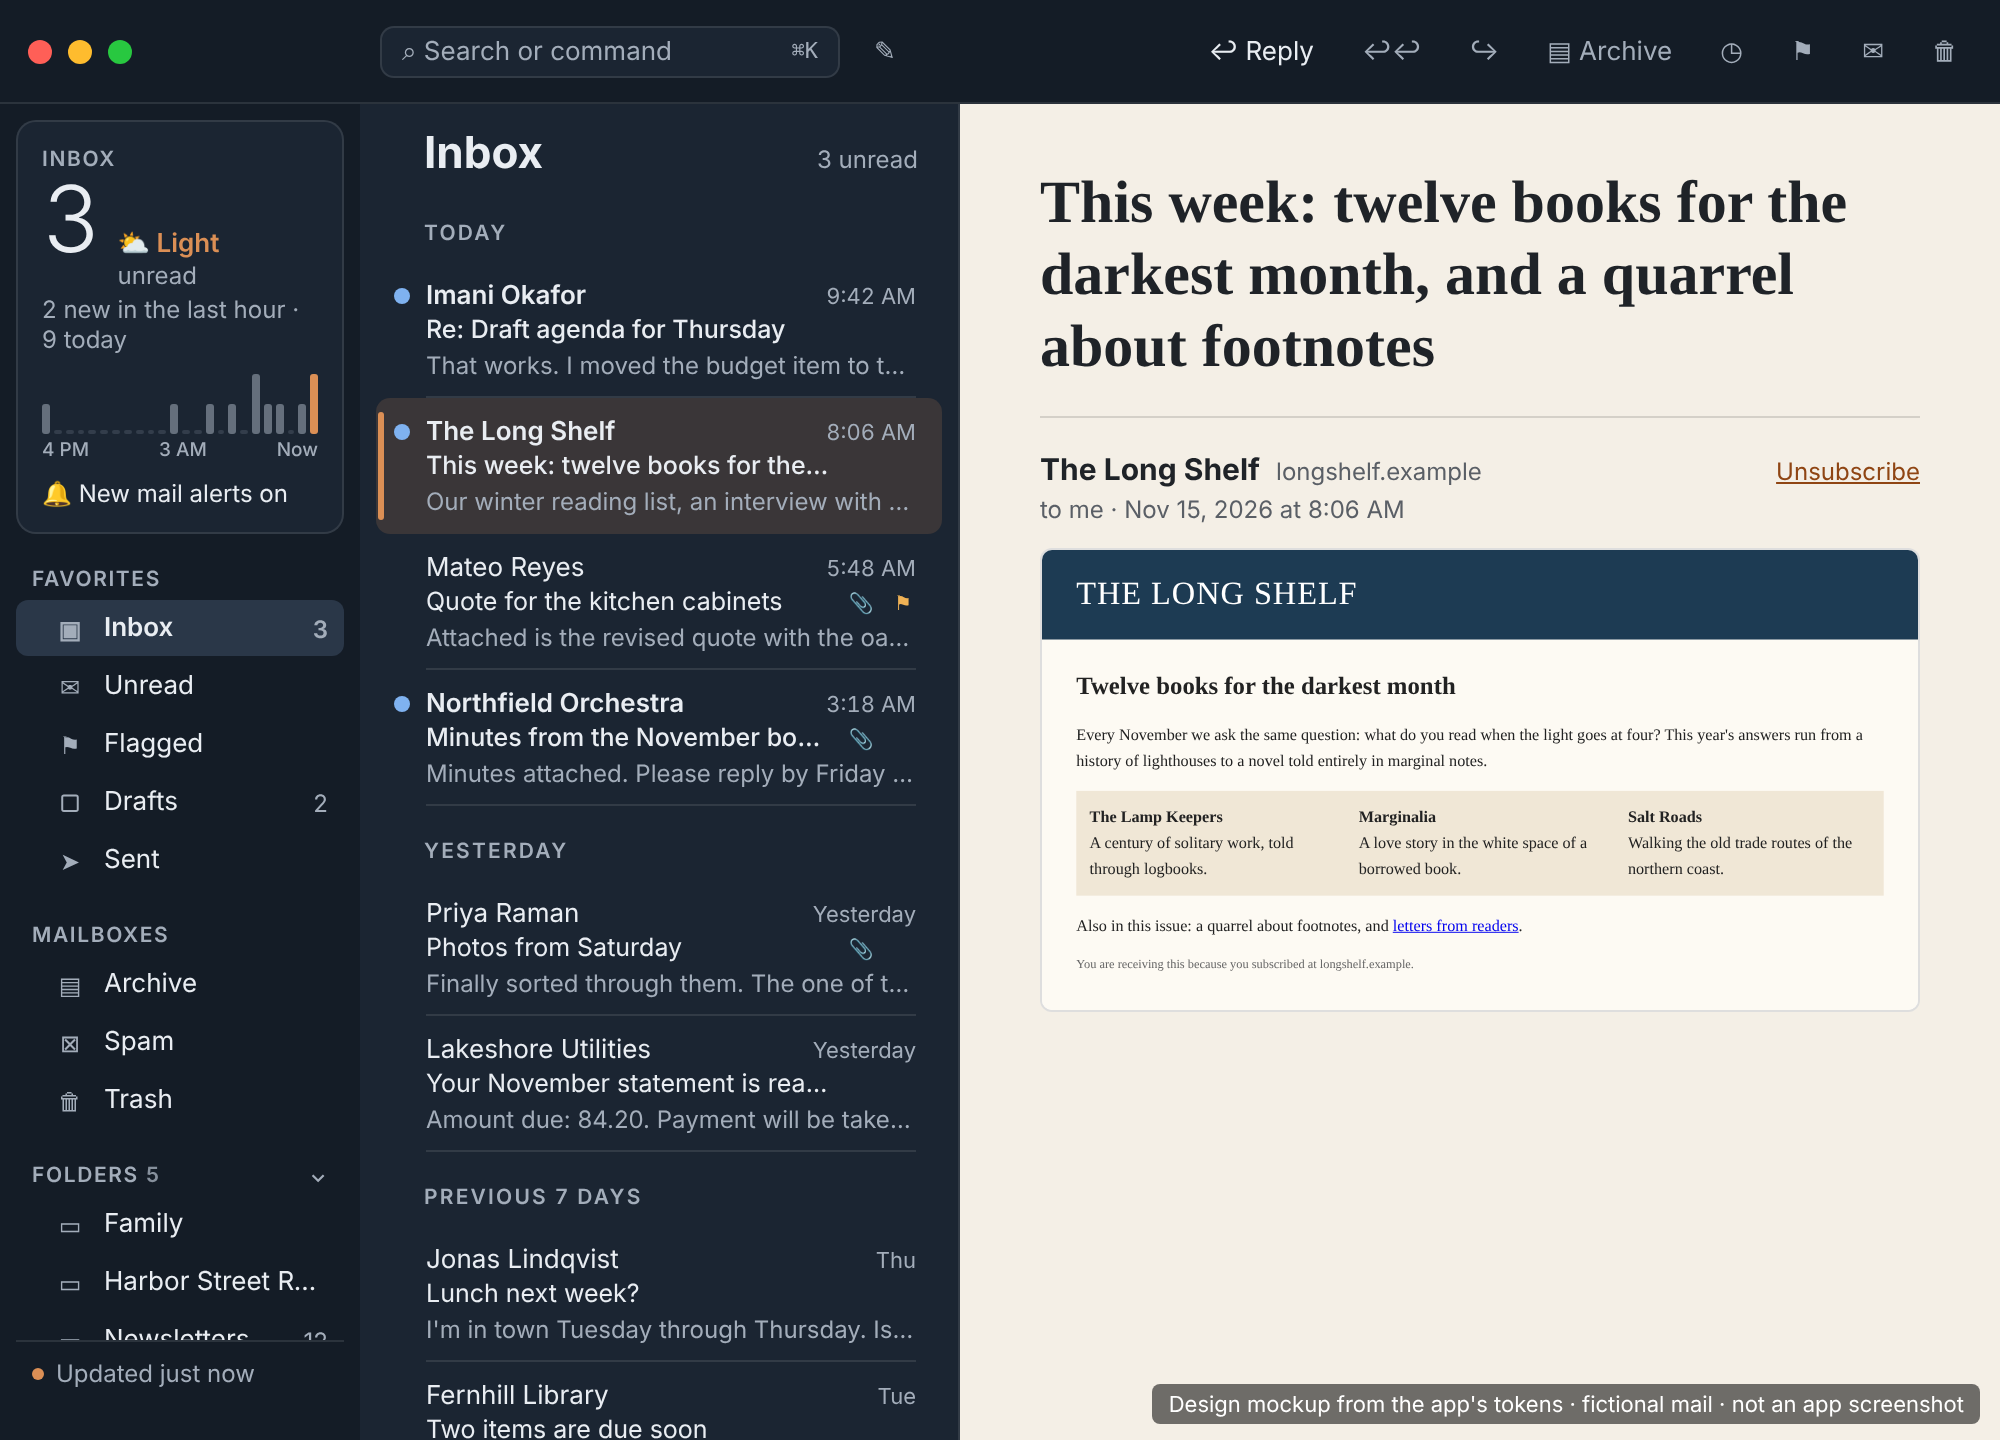 Search or command ⌘K
Reply
Archive
INBOX
3
Light
unread
2 new in the last hour ·
9 today
4 PM 3 AM Now
New mail alerts on
FAVORITES
Inbox 3
Unread
Flagged
Drafts 2
Sent
MAILBOXES
Archive
Spam
Trash
FOLDERS 5
Family
Harbor Street R...
Newsletters 12
Updated just now
Inbox 3 unread
TODAY
Imani Okafor 9:42 AM
Re: Draft agenda for Thursday
That works. I moved the budget item to t...
The Long Shelf 8:06 AM
This week: twelve books for the...
Our winter reading list, an interview with ...
Mateo Reyes 5:48 AM
Quote for the kitchen cabinets
Attached is the revised quote with the oa...
Northfield Orchestra 3:18 AM
Minutes from the November bo...
Minutes attached. Please reply by Friday ...
YESTERDAY
Priya Raman Yesterday
Photos from Saturday
Finally sorted through them. The one of t...
Lakeshore Utilities Yesterday
Your November statement is rea...
Amount due: 84.20. Payment will be take...
PREVIOUS 7 DAYS
Jonas Lindqvist Thu
Lunch next week?
I'm in town Tuesday through Thursday. Is...
Fernhill Library Tue
Two items are due soon
This week: twelve books for the
darkest month, and a quarrel
about footnotes
The Long Shelf longshelf.example Unsubscribe
to me · Nov 15, 2026 at 8:06 AM
THE LONG SHELF
Twelve books for the darkest month
Every November we ask the same question: what do you read when the light goes at four? This year's answers run from a
history of lighthouses to a novel told entirely in marginal notes.
The Lamp Keepers
A century of solitary work, told
through logbooks.
Marginalia
A love story in the white space of a
borrowed book.
Salt Roads
Walking the old trade routes of the
northern coast.
Also in this issue: a quarrel about footnotes, and letters from readers.
You are receiving this because you subscribed at longshelf.example.
Design mockup from the app's tokens · fictional mail · not an app screenshot